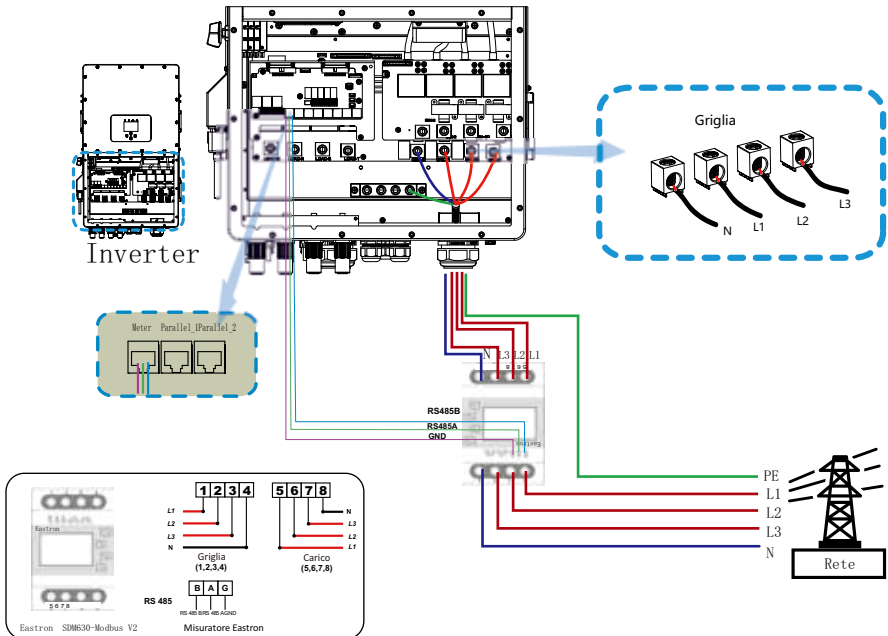 Griglia
N
L1
L2
L3
Inverter
Meter Parallel_1Parallel_2
N L3 L2 L1
RS485B
RS485A
GND
Eastron
PE
L1
L2
L3
N
Rete
Eastron
5 6 7 8
Eastron SDM630-Modbus V2
1 2 3 4
L1
L2
L3
N
Griglia
(1,2,3,4)
5 6 7 8
N
L3
L2
L1
Carico
(5,6,7,8)
RS 485
B A G
RS 485 BRS 485 AGND
Misuratore Eastron